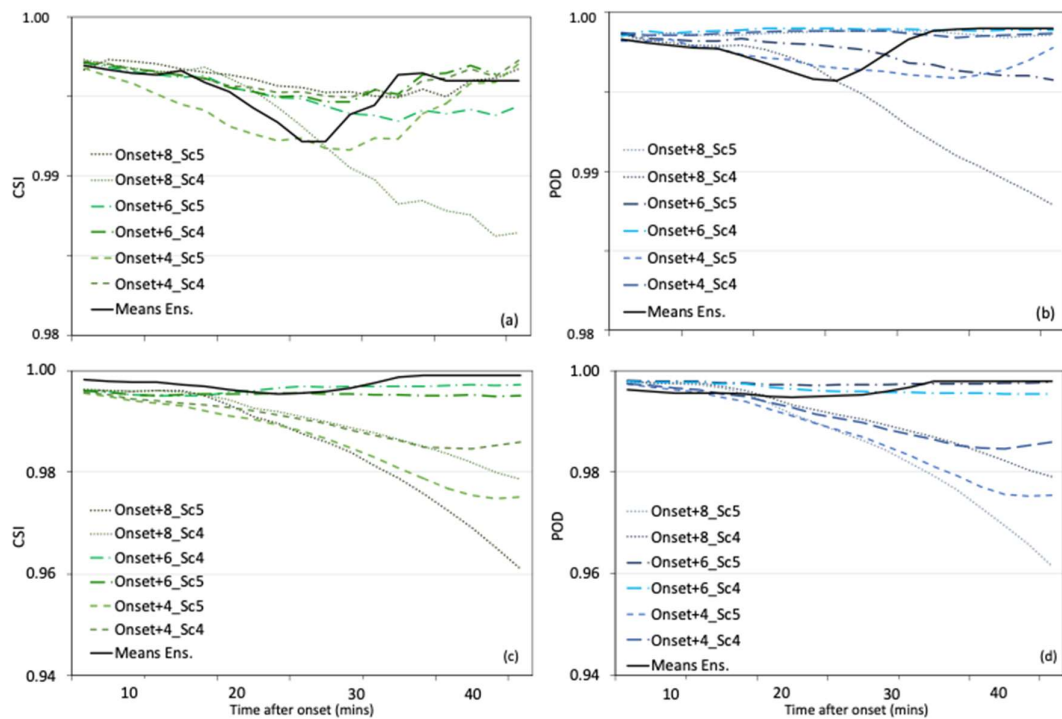 1.00
CSI
0.99
0.98
Onset+8_Sc5
Onset+8_Sc4
Onset+6_Sc5
Onset+6_Sc4
Onset+4_Sc5
Onset+4_Sc4
Means Ens.
(a)
1.00
POD
0.99
0.98
Onset+8_Sc5
Onset+8_Sc4
Onset+6_Sc5
Onset+6_Sc4
Onset+4_Sc5
Onset+4_Sc4
Means Ens.
(b)
1.00
0.98
CSI
0.96
0.94
Onset+8_Sc5
Onset+8_Sc4
Onset+6_Sc4
Onset+6_Sc5
Onset+4_Sc5
Onset+4_Sc4
Means Ens.
(c)
10 20 30 40
Time after onset (mins)
1.00
0.98
POD
0.96
0.94
Onset+8_Sc5
Onset+8_Sc4
Onset+6_Sc5
Onset+6_Sc4
Onset+4_Sc5
Onset+4_Sc4
Means Ens.
(d)
10 20 30 40
Time after onset (mins)